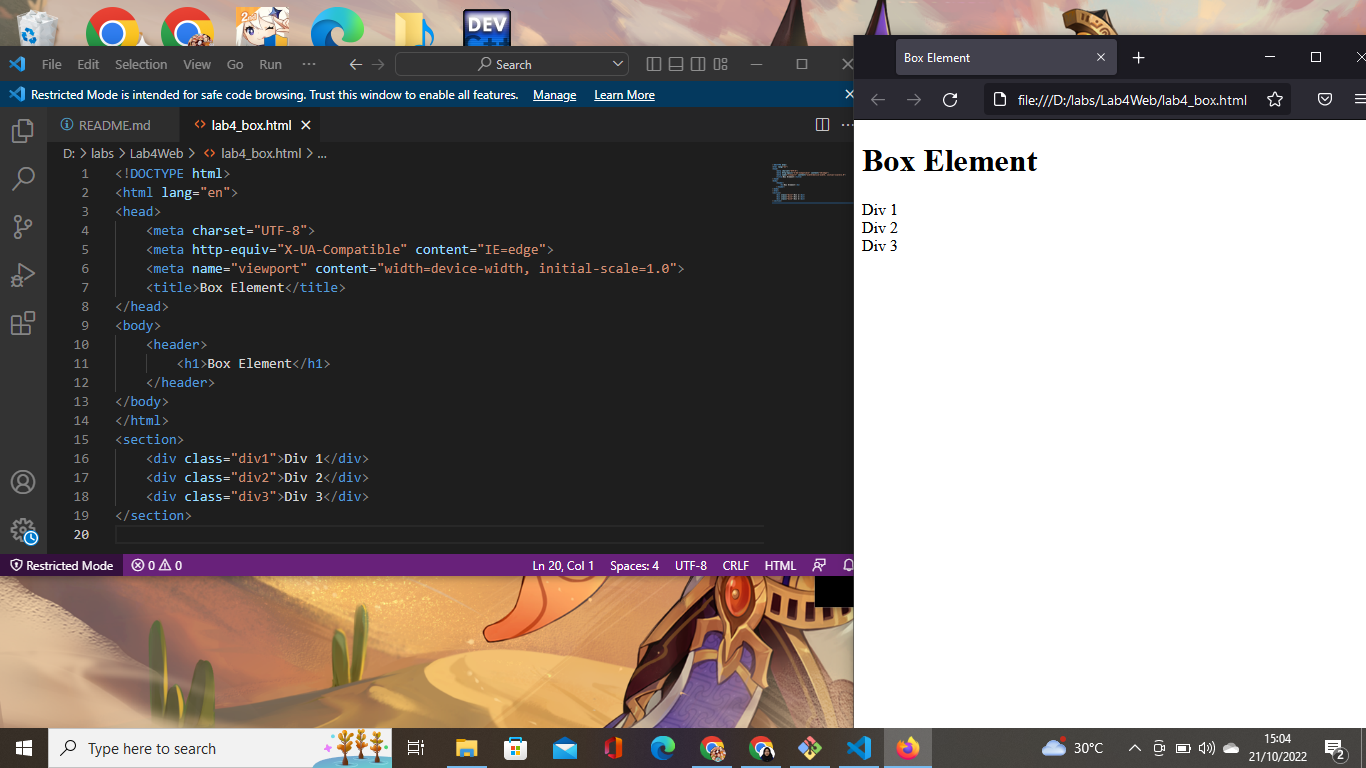 DEV
File Edit Selection View Go Run ··· Search
Restricted Mode is intended for safe code browsing. Trust this window to enable all features. Manage Learn More
README.md lab4_box.html
D: > labs > Lab4Web > lab4_box.html > ...
1 <!DOCTYPE html>
2 <html lang="en">
3 <head>
4 <meta charset="UTF-8">
5 <meta http-equiv="X-UA-Compatible" content="IE=edge">
6 <meta name="viewport" content="width=device-width, initial-scale=1.0">
7 <title>Box Element</title>
8 </head>
9 <body>
10 <header>
11 <h1>Box Element</h1>
12 </header>
13 </body>
14 </html>
15 <section>
16 <div class="div1">Div 1</div>
17 <div class="div2">Div 2</div>
18 <div class="div3">Div 3</div>
19 </section>
20
Restricted Mode 0 0 Ln 20, Col 1 Spaces: 4 UTF-8 CRLF HTML
Box Element
file:///D:/labs/Lab4Web/lab4_box.html
Box Element
Div 1
Div 2
Div 3
Type here to search
30°C
15:04
21/10/2022
2